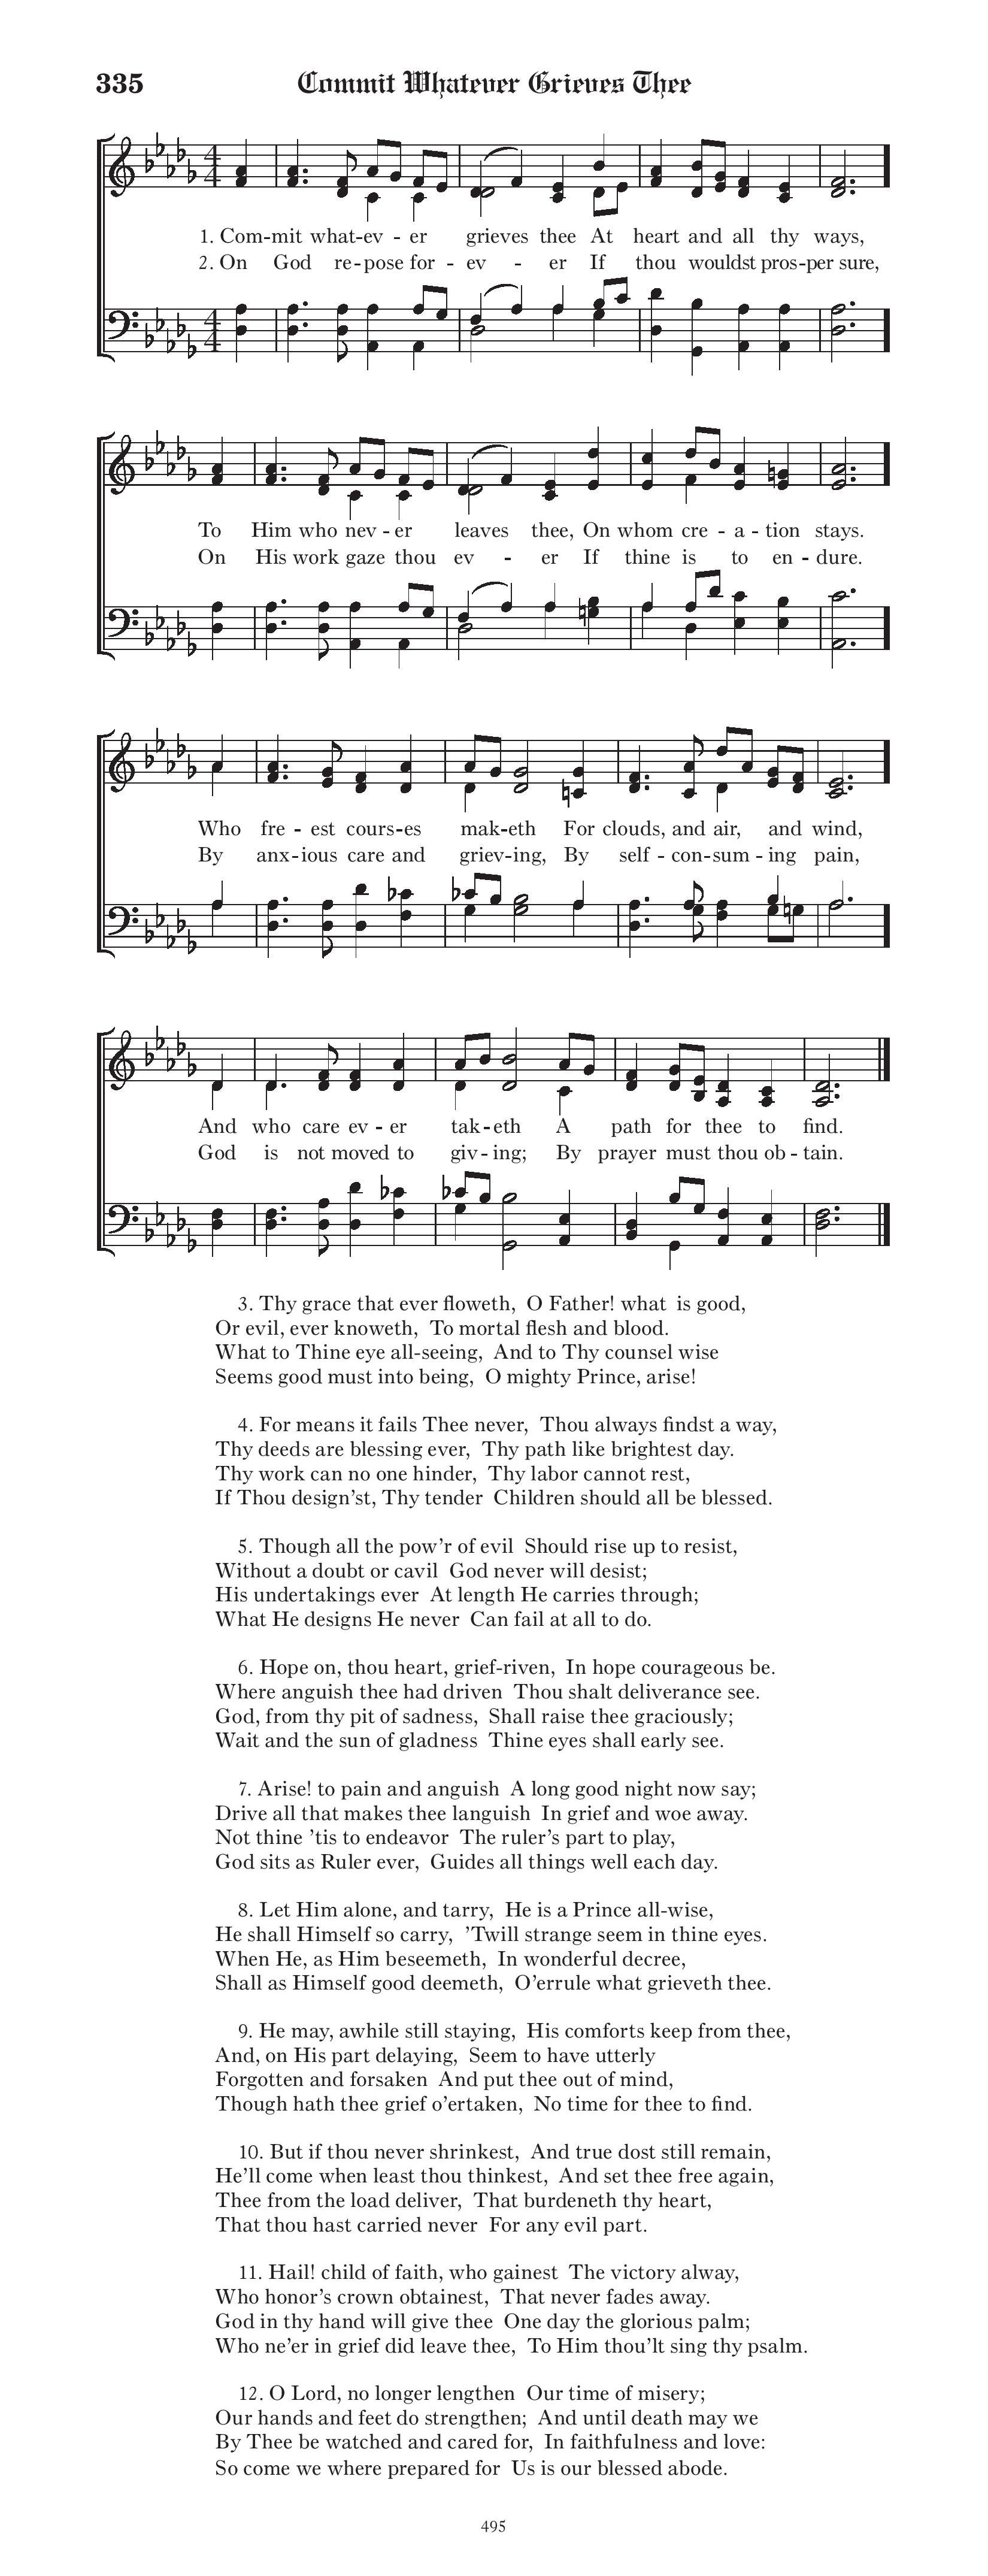 335 Commit Whatever Grieves Thee
1. Com-mit what-ev - er grieves thee At heart and all thy ways,
2. On God re-pose for - ev - er If thou wouldst pros-per sure,
To Him who nev - er leaves thee, On whom cre - a - tion stays.
On His work gaze thou ev - er If thine is to en - dure.
Who fre - est cours-es mak-eth For clouds, and air, and wind,
By anx-ious care and griev-ing, By self - con-sum - ing pain,
And who care ev - er tak-eth A path for thee to find.
God is not moved to giv - ing; By prayer must thou ob - tain.
3. Thy grace that ever floweth, O Father! what is good,
Or evil, ever knoweth, To mortal flesh and blood.
What to Thine eye all-seeing, And to Thy counsel wise
Seems good must into being, O mighty Prince, arise!
4. For means it fails Thee never, Thou always findst a way,
Thy deeds are blessing ever, Thy path like brightest day.
Thy work can no one hinder, Thy labor cannot rest,
If Thou design’st, Thy tender Children should all be blessed.
5. Though all the pow’r of evil Should rise up to resist,
Without a doubt or cavil God never will desist;
His undertakings ever At length He carries through;
What He designs He never Can fail at all to do.
6. Hope on, thou heart, grief-riven, In hope courageous be.
Where anguish thee had driven Thou shalt deliverance see.
God, from thy pit of sadness, Shall raise thee graciously;
Wait and the sun of gladness Thine eyes shall early see.
7. Arise! to pain and anguish A long good night now say;
Drive all that makes thee languish In grief and woe away.
Not thine ’tis to endeavor The ruler’s part to play,
God sits as Ruler ever, Guides all things well each day.
8. Let Him alone, and tarry, He is a Prince all-wise,
He shall Himself so carry, ’Twill strange seem in thine eyes.
When He, as Him beseemeth, In wonderful decree,
Shall as Himself good deemeth, O’errule what grieveth thee.
9. He may, awhile still staying, His comforts keep from thee,
And, on His part delaying, Seem to have utterly
Forgotten and forsaken And put thee out of mind,
Though hath thee grief o’ertaken, No time for thee to find.
10. But if thou never shrinkest, And true dost still remain,
He’ll come when least thou thinkest, And set thee free again,
Thee from the load deliver, That burdeneth thy heart,
That thou hast carried never For any evil part.
11. Hail! child of faith, who gainest The victory alway,
Who honor’s crown obtainest, That never fades away.
God in thy hand will give thee One day the glorious palm;
Who ne’er in grief did leave thee, To Him thou’lt sing thy psalm.
12. O Lord, no longer lengthen Our time of misery;
Our hands and feet do strengthen; And until death may we
By Thee be watched and cared for, In faithfulness and love:
So come we where prepared for Us is our blessed abode.
495